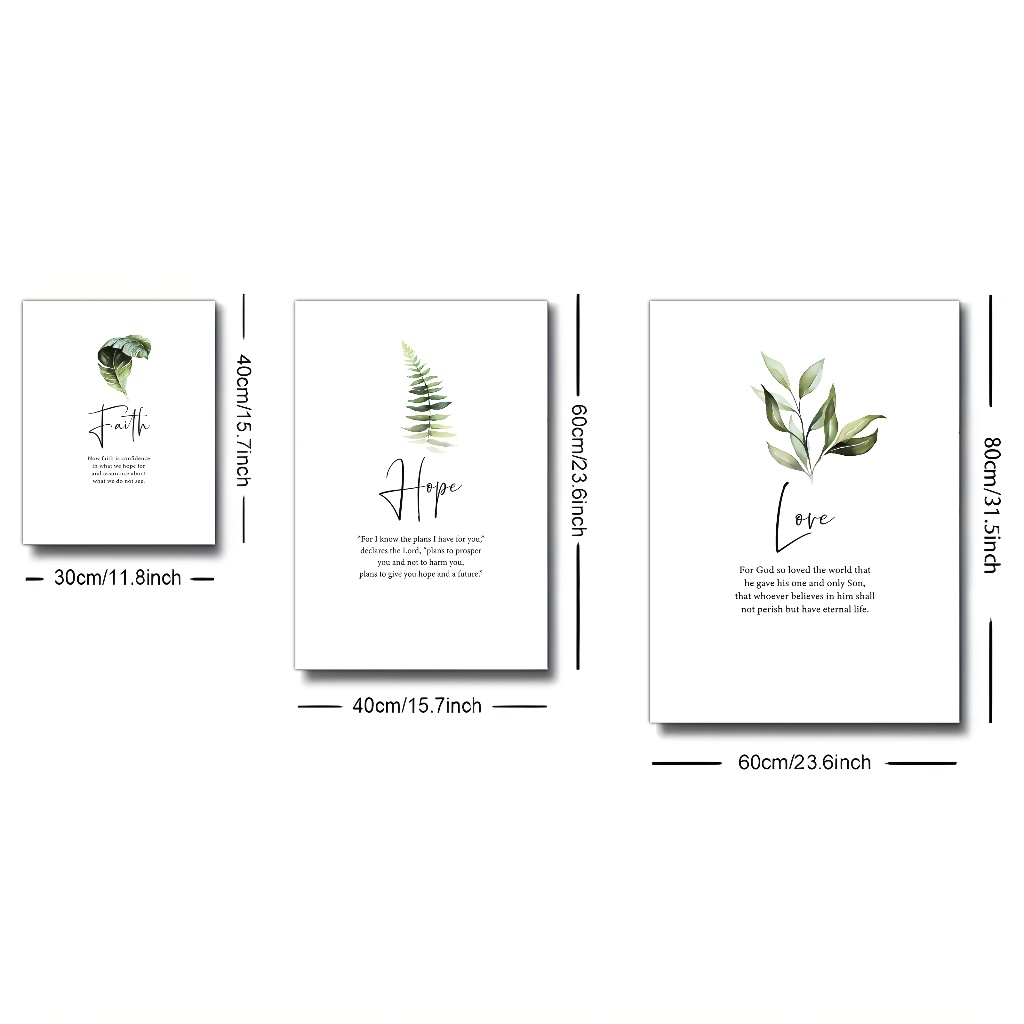 Faith
Now faith is confidence
in what we hope for
and assurance about
what we do not see.
40cm/15.7inch
30cm/11.8inch
Hope
"For I know the plans I have for you,"
declares the Lord, "plans to prosper
you and not to harm you,
plans to give you hope and a future."
60cm/23.6inch
40cm/15.7inch
Love
For God so loved the world that
he gave his one and only Son,
that whoever believes in him shall
not perish but have eternal life.
80cm/31.5inch
60cm/23.6inch